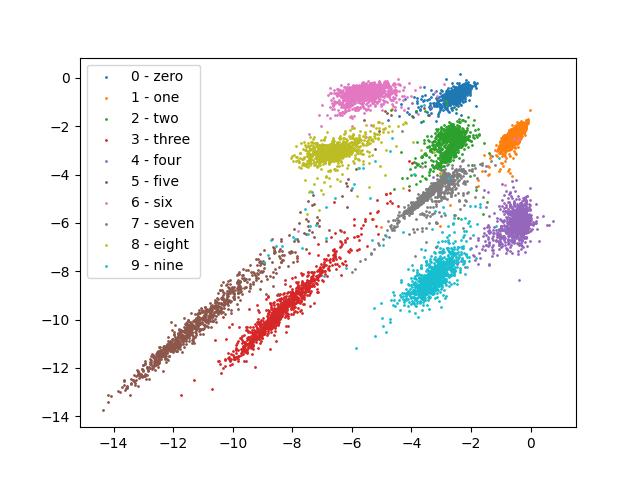 0 - zero
1 - one
2 - two
3 - three
4 - four
5 - five
6 - six
7 - seven
8 - eight
9 - nine
0
−2
−4
−6
−8
−10
−12
−14
−14 −12 −10 −8 −6 −4 −2 0